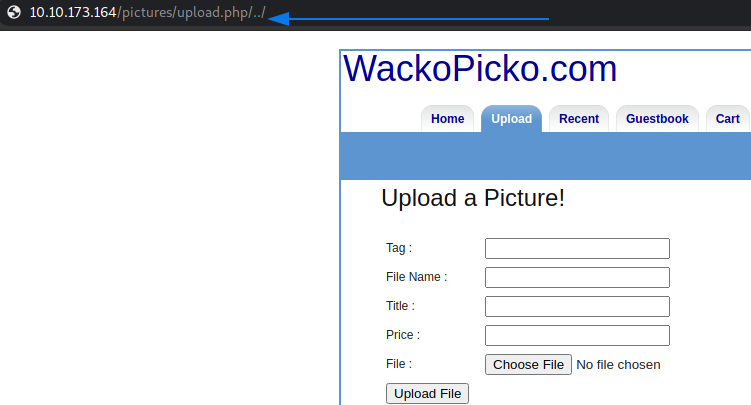 10.10.173.164/pictures/upload.php/../
WackoPicko.com
Home Upload Recent Guestbook Cart
Upload a Picture!
Tag :
File Name :
Title :
Price :
File : Choose File No file chosen
Upload File